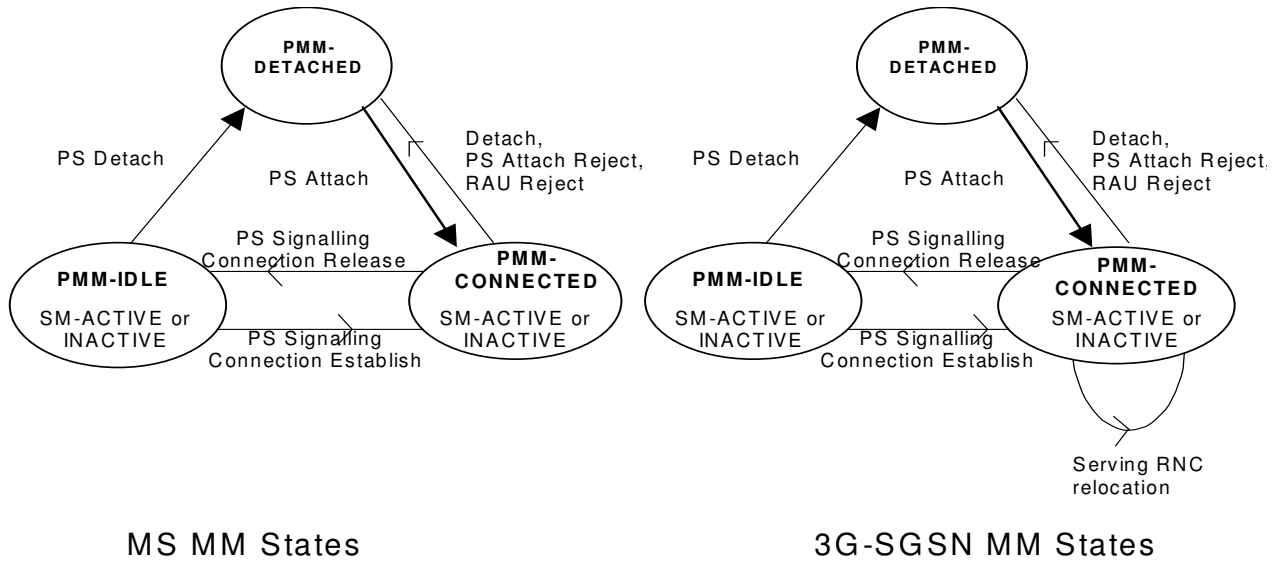 PMM-
DETACHED
PS Detach
PS Attach
Detach,
PS Attach Reject,
RAU Reject
PS Signalling
Connection Release
PMM-IDLE
SM-ACTIVE or
INACTIVE
PMM-
CONNECTED
SM-ACTIVE or
INACTIVE
PS Signalling
Connection Establish
MS MM States
PMM-
DETACHED
PS Detach
PS Attach
Detach,
PS Attach Reject,
RAU Reject
PS Signalling
Connection Release
PMM-IDLE
SM-ACTIVE or
INACTIVE
PMM-
CONNECTED
SM-ACTIVE or
INACTIVE
PS Signalling
Connection Establish
Serving RNC
relocation
3G-SGSN MM States